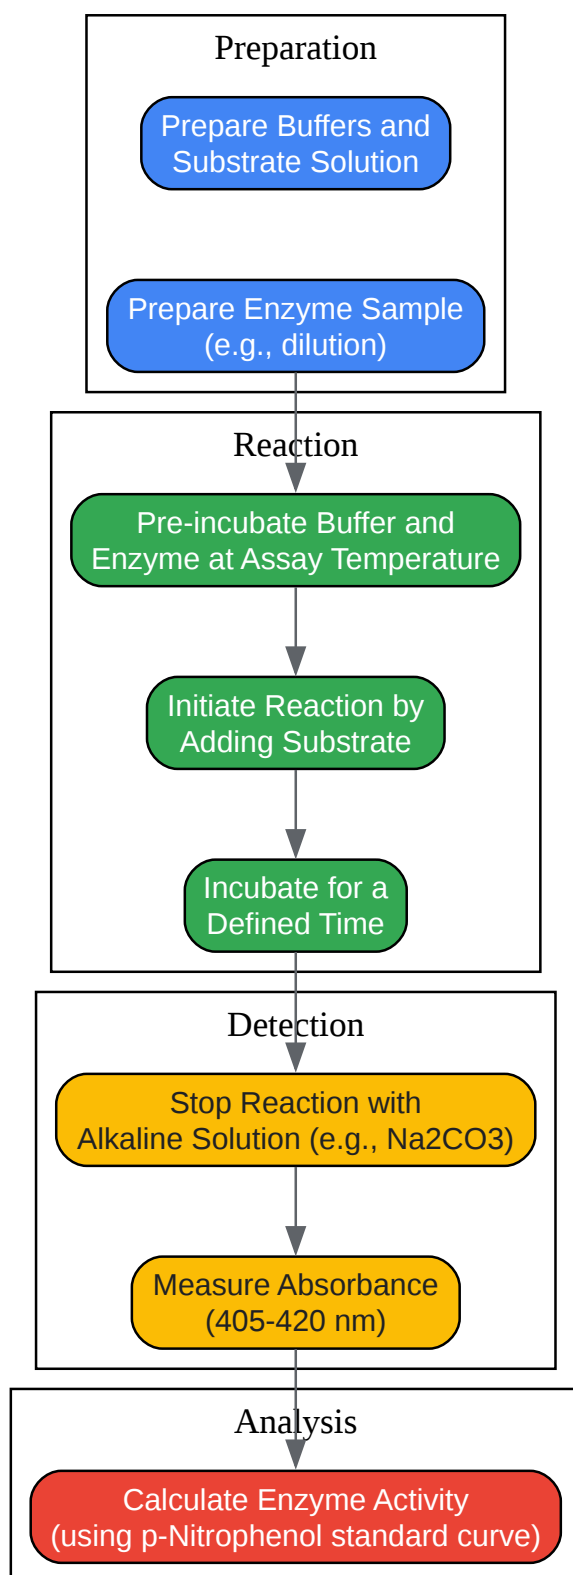 Preparation
Prepare Buffers and
Substrate Solution
Prepare Enzyme Sample
(e.g., dilution)
Reaction
Pre-incubate Buffer and
Enzyme at Assay Temperature
Initiate Reaction by
Adding Substrate
Incubate for a
Defined Time
Detection
Stop Reaction with
Alkaline Solution (e.g., Na2CO3)
Measure Absorbance
(405-420 nm)
Analysis
Calculate Enzyme Activity
(using p-Nitrophenol standard curve)